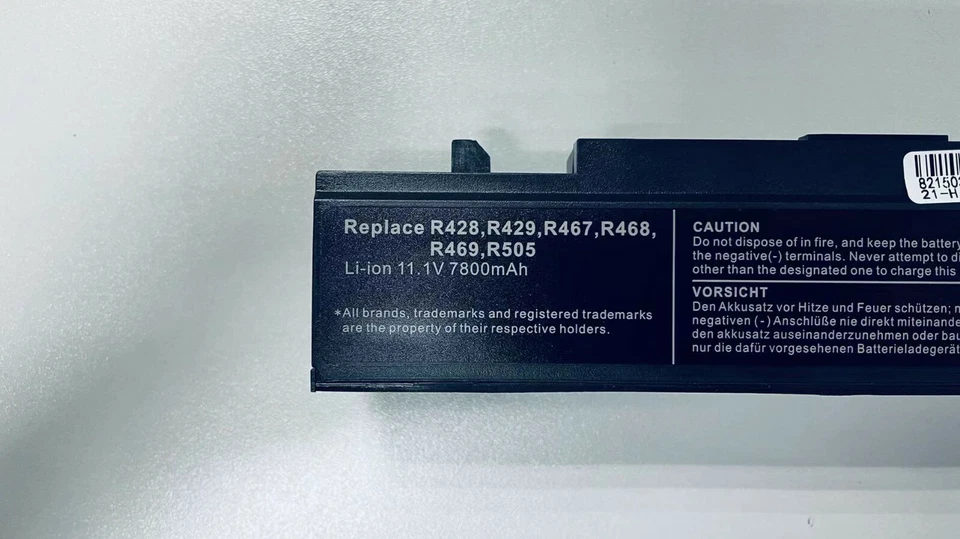 Replace R428,R429,R467,R468,
R469,R505
Li-ion 11.1V 7800mAh
*All brands, trademarks and registered trademarks
are the property of their respective holders.
CAUTION
Do not dispose of in fire, and keep the battery
the negative(-) terminals. Never attempt to
other than the designated one to charge this
VORSICHT
Den Akkusatz vor Hitze und Feuer schützen;
negativen (-) Anschlüße nie direkt
den akkusatz auseinanderzunehmen oder
nur die dafür vorgesehenen
21-H